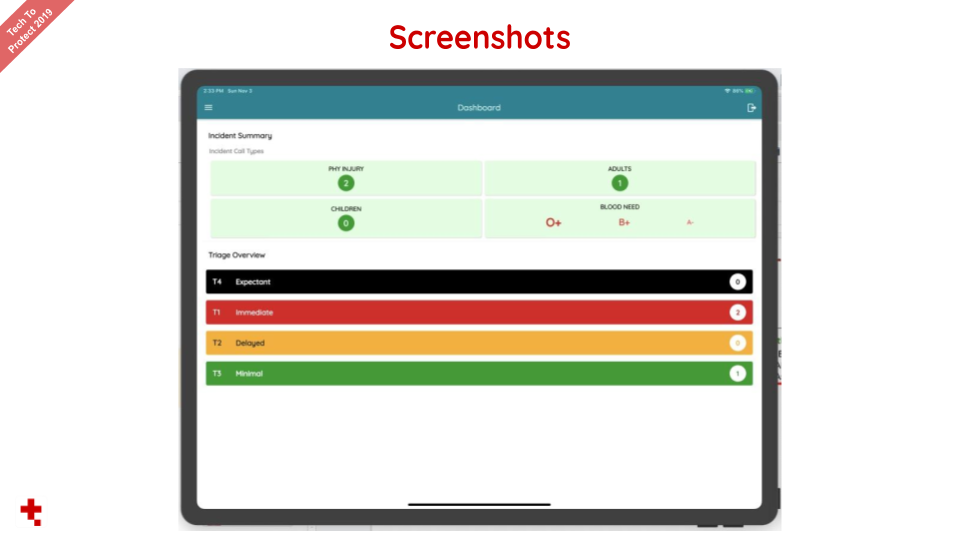 Tech To
Protect 2019
Screenshots
2:33 PM Sun Nov 3
80%
Dashboard
Incident Summary
Incident Call Types
PHY INJURY
2
ADULTS
1
CHILDREN
0
BLOOD NEED
O+ B+ A-
Triage Overview
T4 Expectant 0
T1 Immediate 2
T2 Delayed 0
T3 Minimal 1